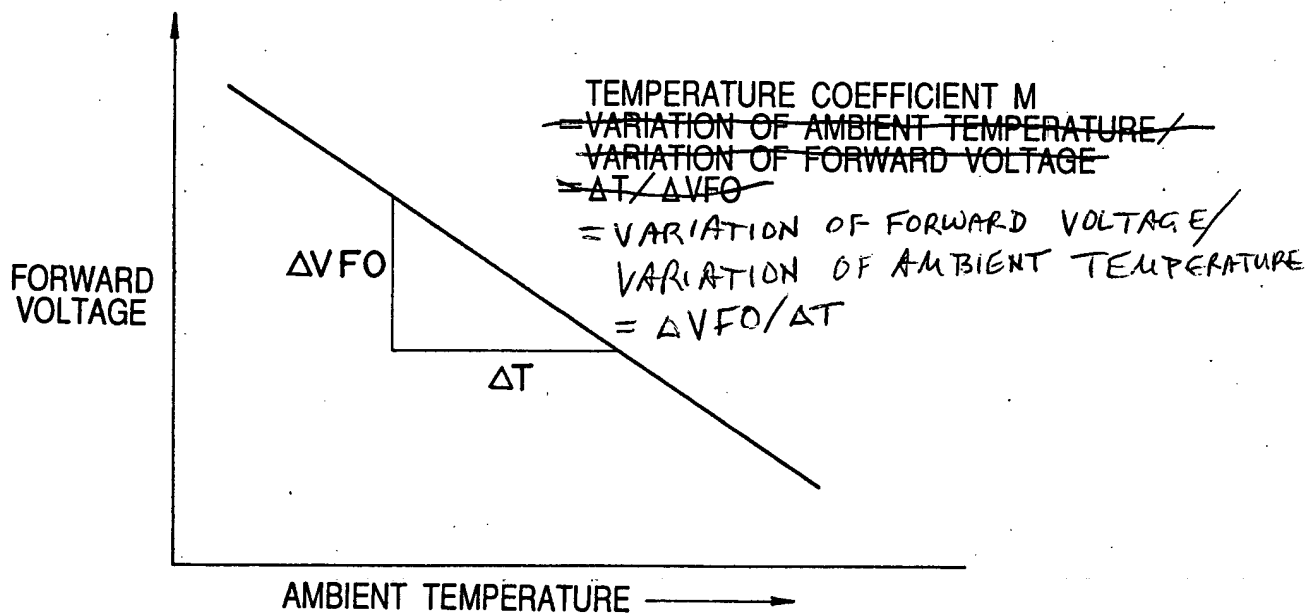 TEMPERATURE COEFFICIENT M
=VARIATION OF AMBIENT TEMPERATURE/
VARIATION OF FORWARD VOLTAGE
=ΔT/ΔVFO
=VARIATION OF FORWARD VOLTAGE/
VARIATION OF AMBIENT TEMPERATURE
= ΔVFO/ΔT
FORWARD
VOLTAGE
ΔVFO
ΔT
AMBIENT TEMPERATURE